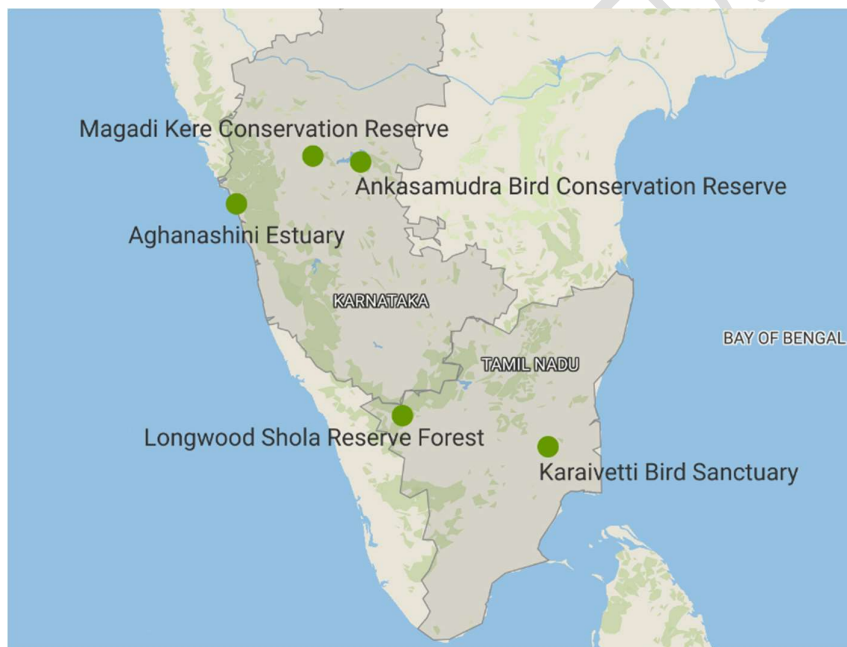 Magadi Kere Conservation Reserve
Ankasamudra Bird Conservation Reserve
Aghanashini Estuary
KARNATAKA
BAY OF BENGAL
TAMIL NADU
Longwood Shola Reserve Forest
Karaivetti Bird Sanctuary